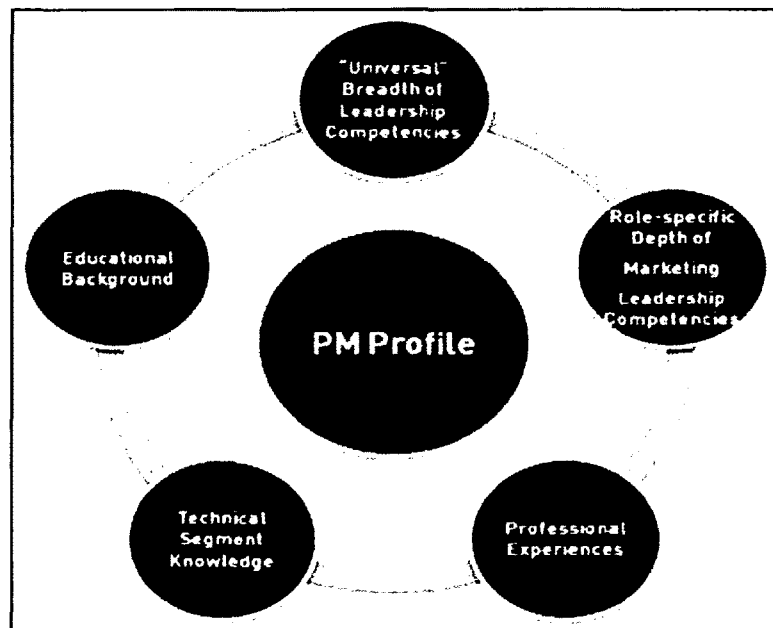 "Universal"
Breadth of
Leadership
Competencies
Role-specific
Depth of
Marketing
Leadership
Competencies
Educational
Background
PM Profile
Technical
Segment
Knowledge
Professional
Experiences